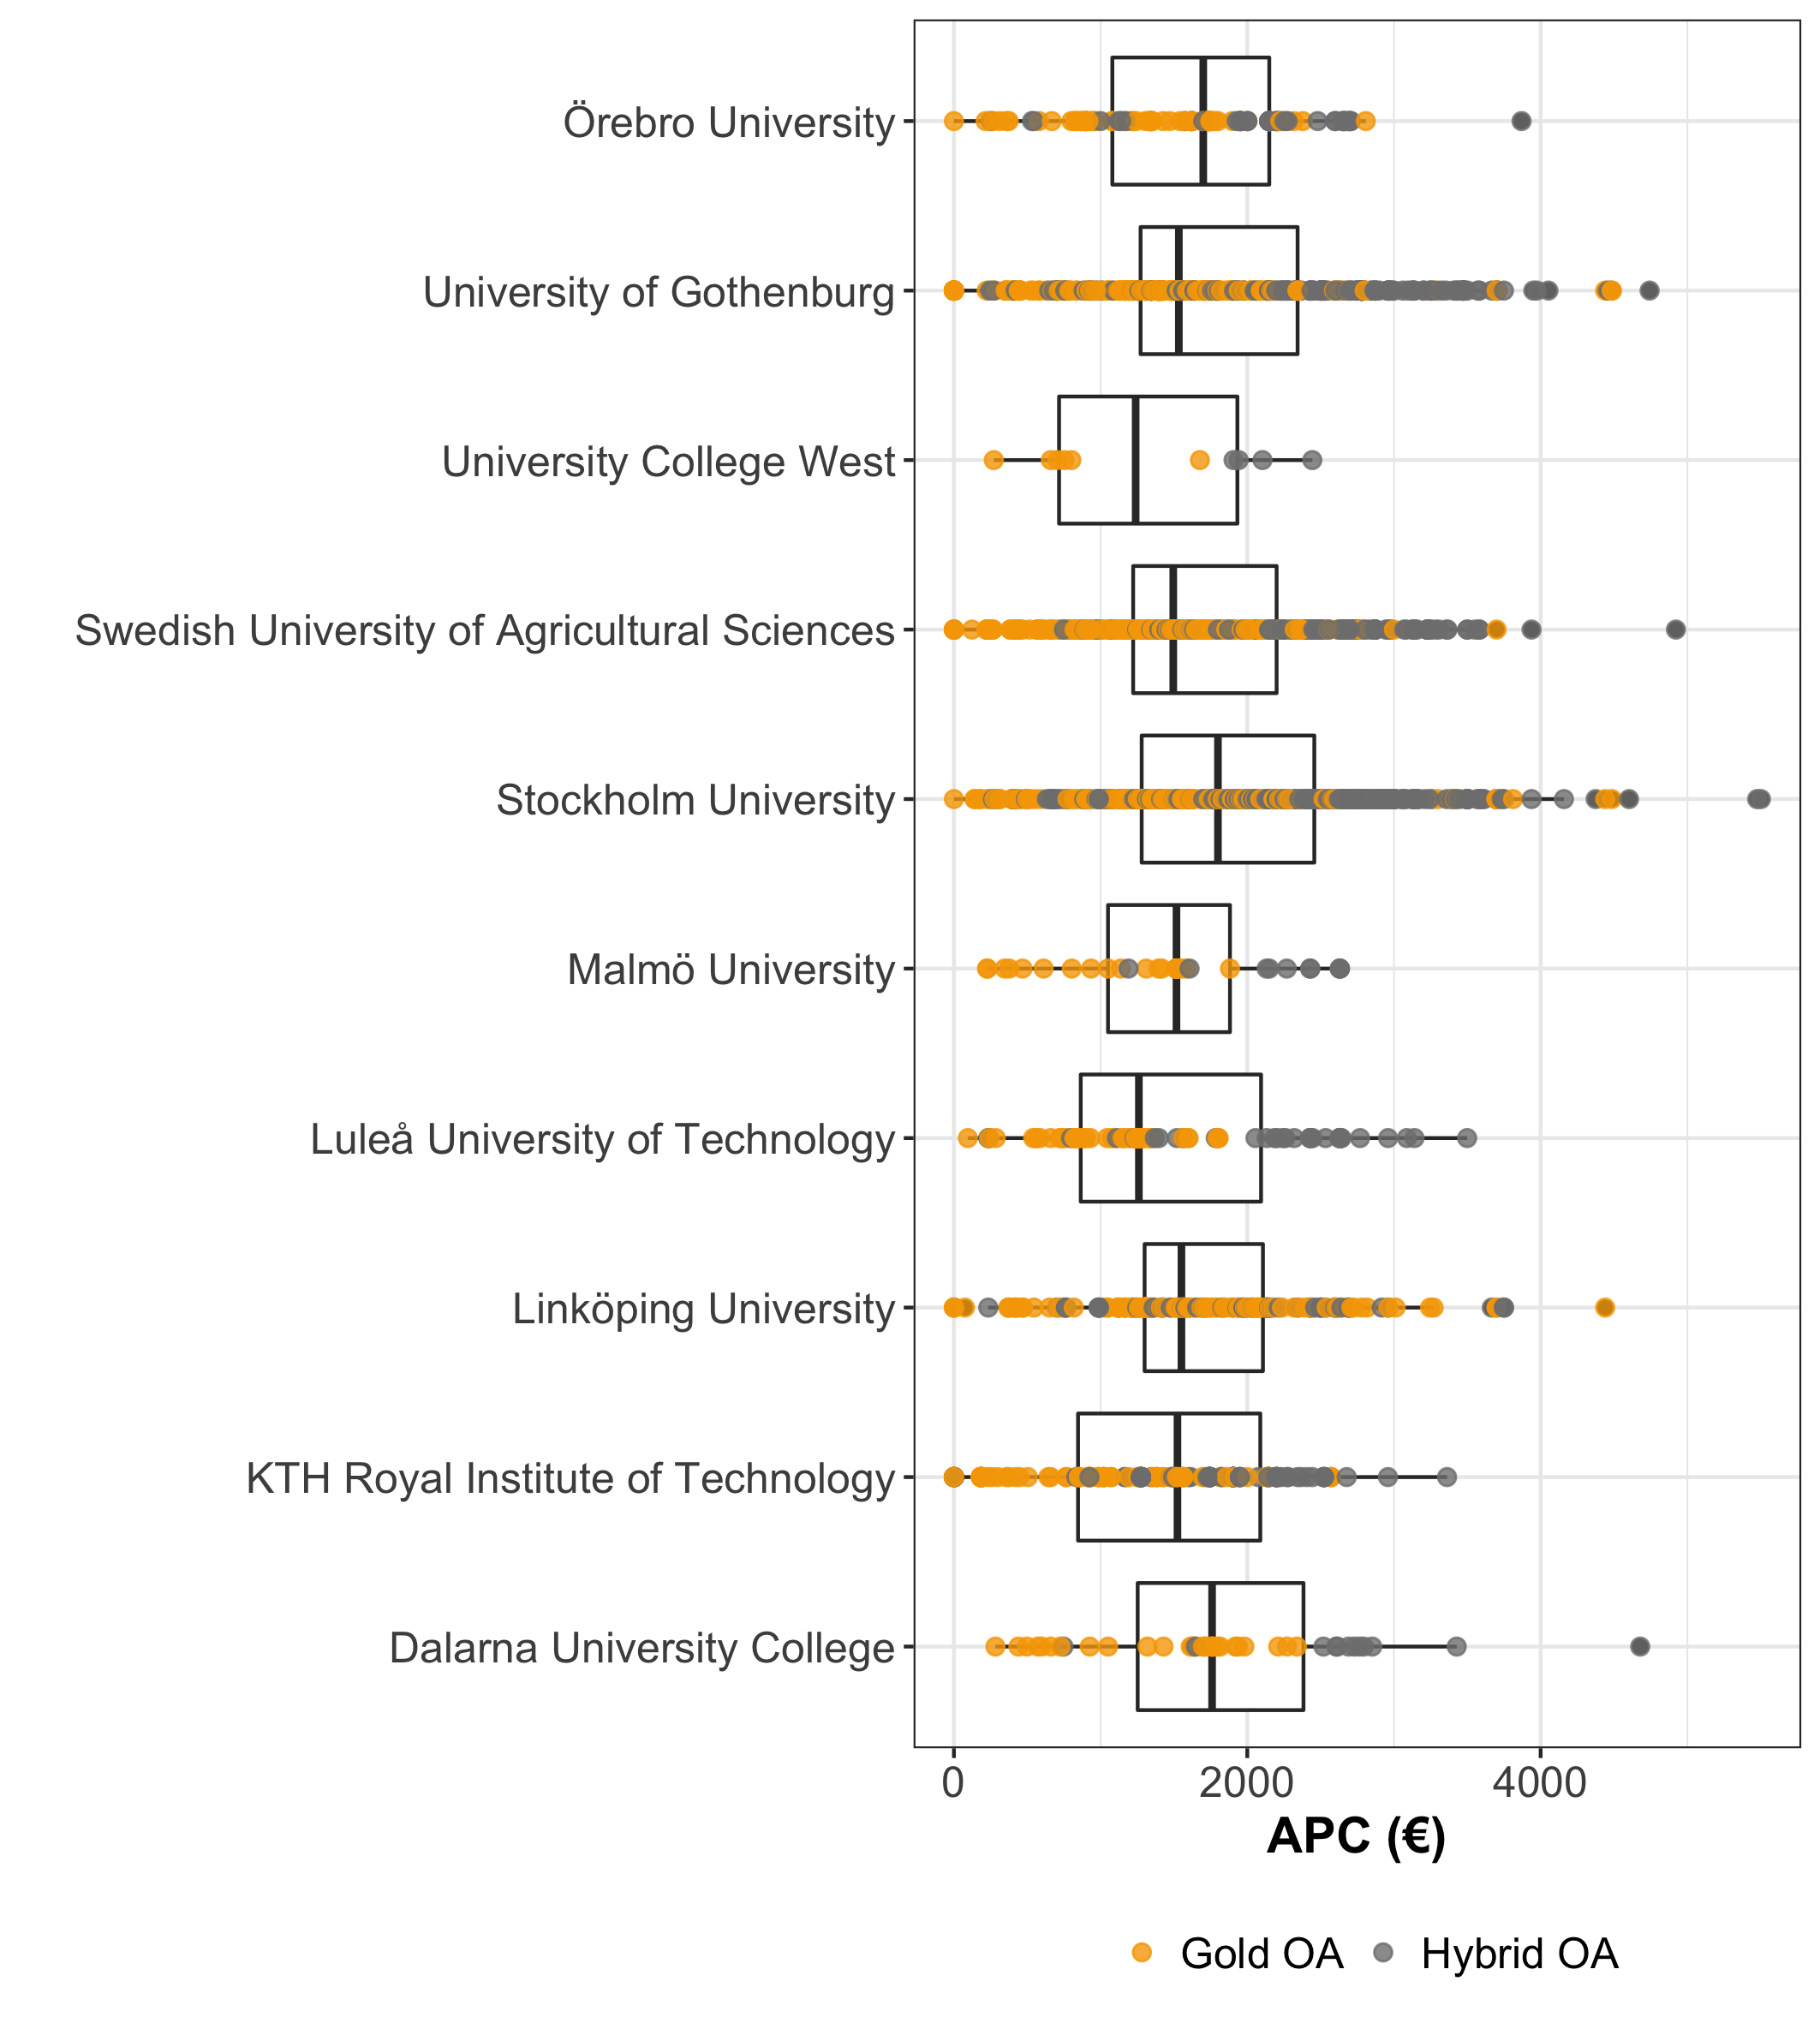 Örebro University
University of Gothenburg
University College West
Swedish University of Agricultural Sciences
Stockholm University
Malmö University
Luleå University of Technology
Linköping University
KTH Royal Institute of Technology
Dalarna University College
0 2000 4000
APC (€)
Gold OA Hybrid OA